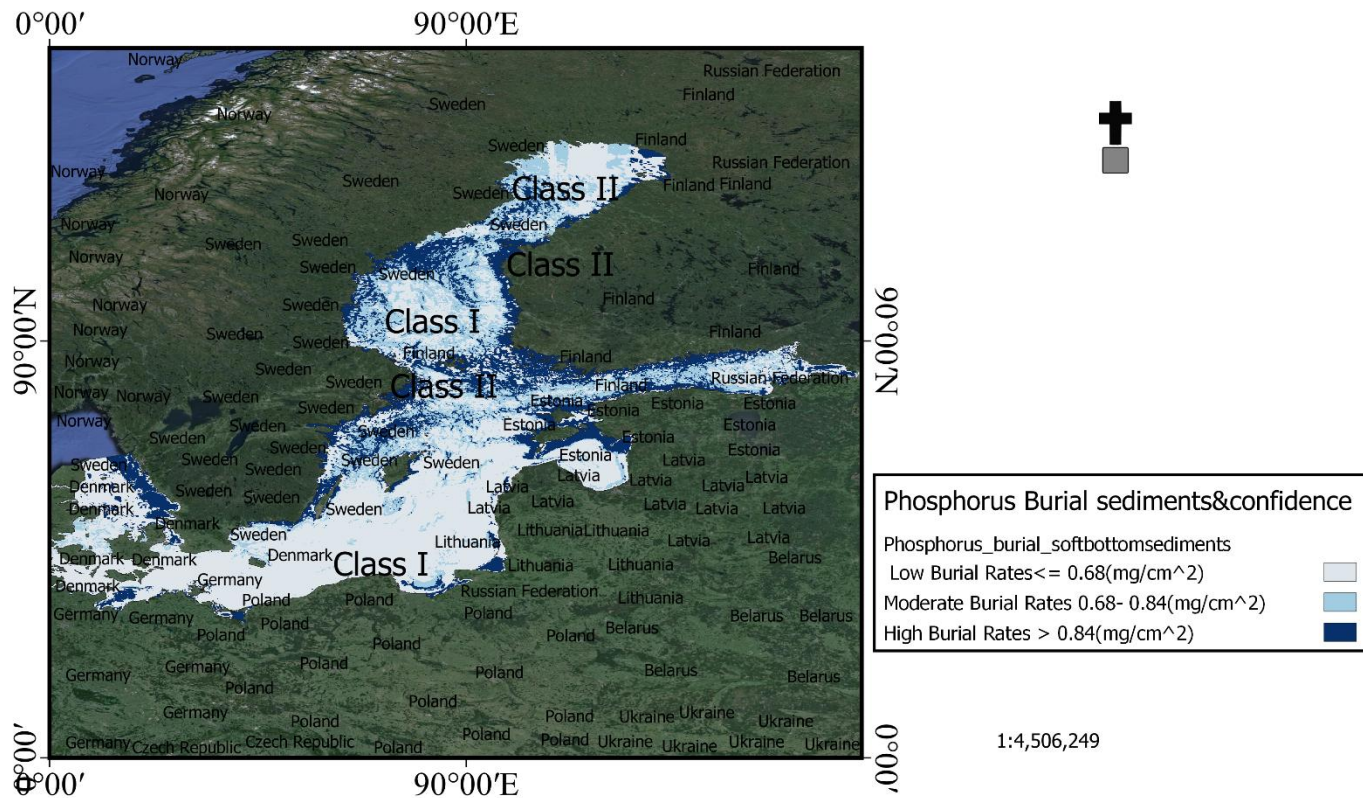 0°00′ 90°00′E
Norway
Russian Federation
Sweden Finland
Norway
Sweden Finland
Norway Sweden Russian Federation
Norway Sweden Class II Finland Finland
Norway Sweden
Sweden Sweden
Norway Sweden Sweden Class II Finland
Norway Sweden Finland
Norway Sweden Class I Finland
90°00′N Sweden Finland 90°00′N
Norway Sweden Finland Russian Federation
Norway Norway Sweden Class II Estonia Estonia Estonia
Norway Sweden Sweden Estonia Estonia Estonia
Sweden Sweden Sweden Estonia Estonia
Sweden Denmark Sweden Sweden Sweden Estonia Latvia Latvia
Denmark Sweden Sweden Sweden Latvia Latvia Latvia Latvia
Denmark Sweden Lithuania Lithuania Lithuania Latvia Latvia
Denmark Denmark Denmark Class I Lithuania Lithuania Belarus
Denmark Germany Poland Poland Russian Federation Lithuania
Germany Germany Poland Poland Belarus Belarus Belarus
Poland Poland Poland
Germany Germany Poland Poland Belarus Belarus
Germany Poland Poland Poland Ukraine Ukraine Ukraine
Germany Czech Republic Czech Republic Poland Poland Poland Ukraine Ukraine Ukraine Ukraine
0°00′ 0°00′
0°00′ 90°00′E
Phosphorus Burial sediments&confidence
Phosphorus_burial_softbottomsediments
Low Burial Rates<= 0.68(mg/cm^2)
Moderate Burial Rates 0.68- 0.84(mg/cm^2)
High Burial Rates > 0.84(mg/cm^2)
1:4,506,249